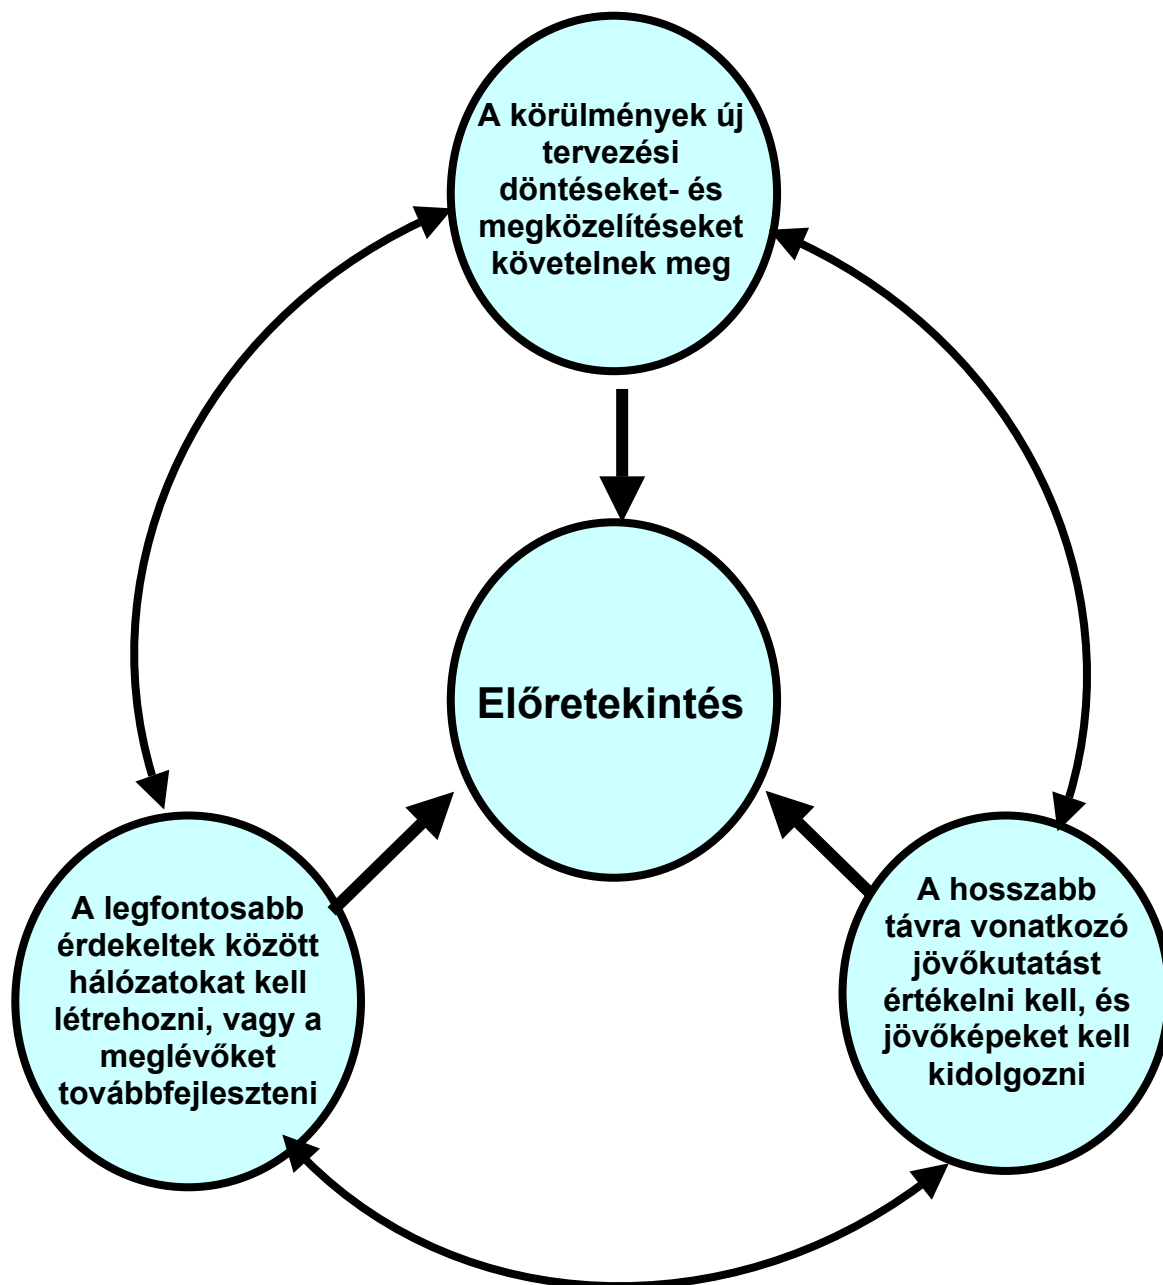 A körülmények új
tervezési
döntéseket- és
megközelítéseket
követelnek meg
Előretekintés
A legfontosabb
érdekeltek között
hálózatokat kell
létrehozni, vagy a
meglévőket
továbbfejleszteni
A hosszabb
távra vonatkozó
jövőkutatást
értékelni kell, és
jövőképeket kell
kidolgozni